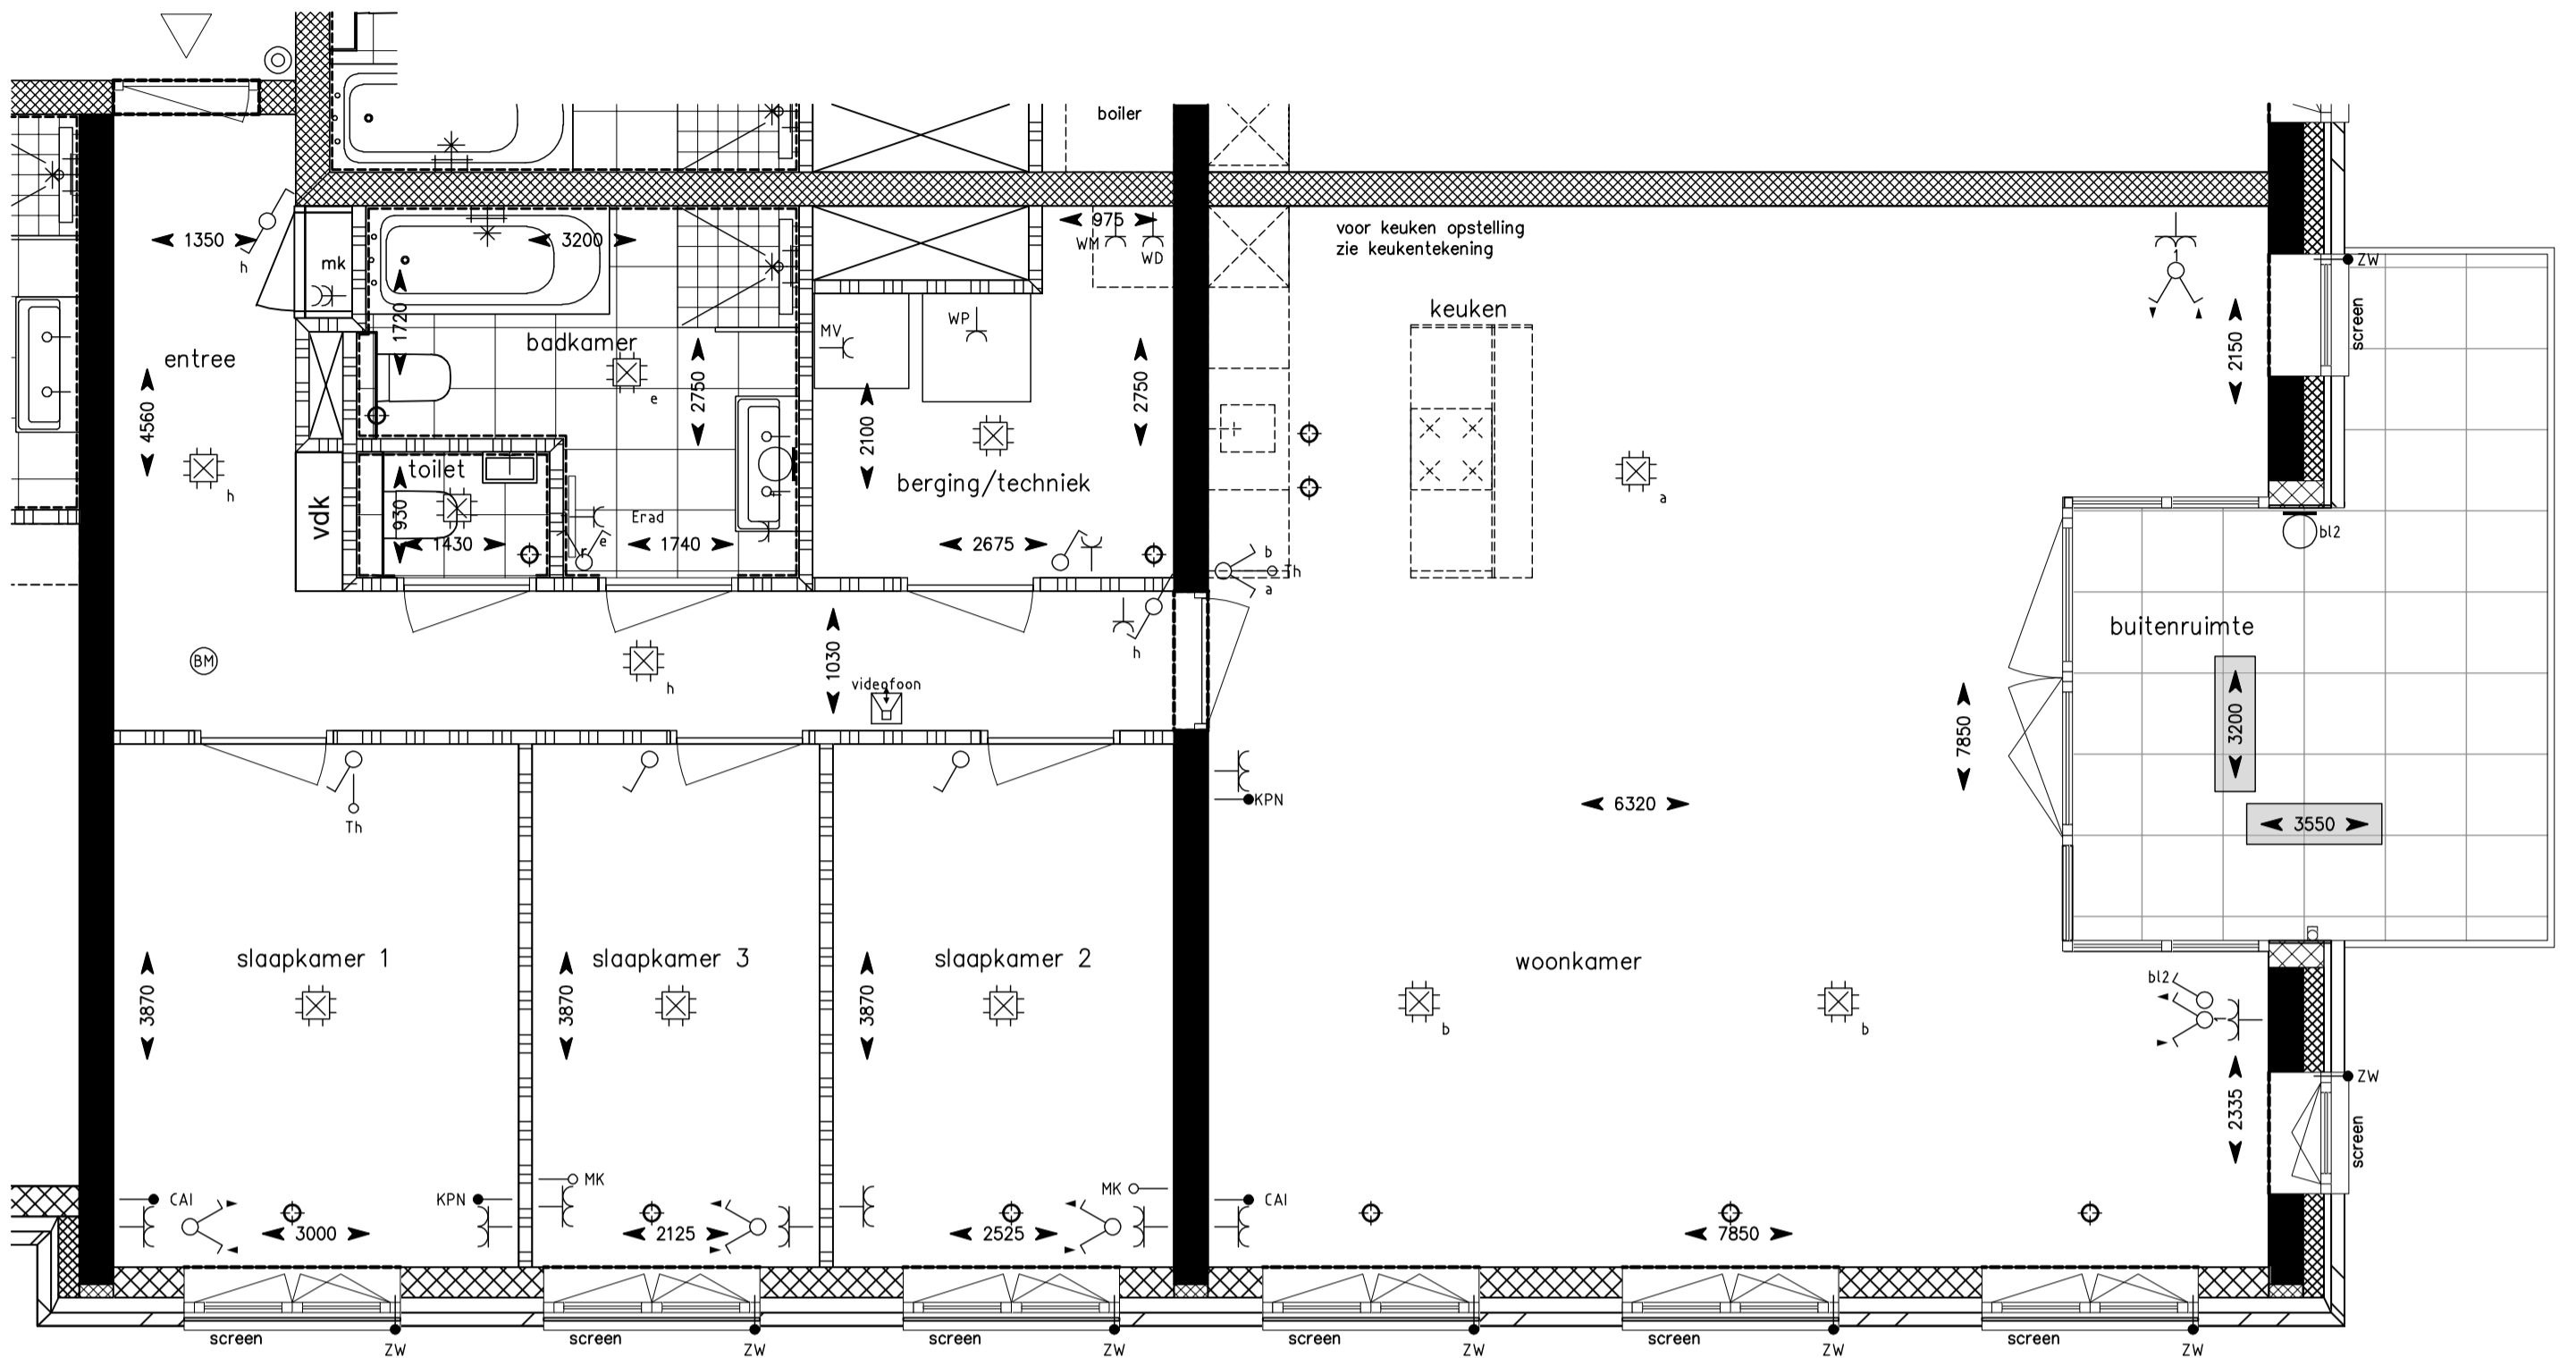 boiler
975
WM
WD
voor keuken opstelling
zie keukentekening
1350
h
mk
3200
1720
badkamer
e
2750
MV
WP
2100
2750
keuken
1
ZW
screen
2150
entree
4560
h
vdk
toilet
930
1430
Erad
r
e
1740
berging/techniek
2675
b
Th
a
a
bl2
buitenruimte
3200
3550
7850
BM
h
1030
videofoon
h
KPN
6320
Th
slaapkamer 1
3870
slaapkamer 3
3870
slaapkamer 2
3870
woonkamer
b
b
bl2
1
ZW
screen
2335
CAI
3000
KPN
MK
2125
MK
2525
CAI
7850
screen
ZW
screen
ZW
screen
ZW
screen
ZW
screen
ZW
screen
ZW